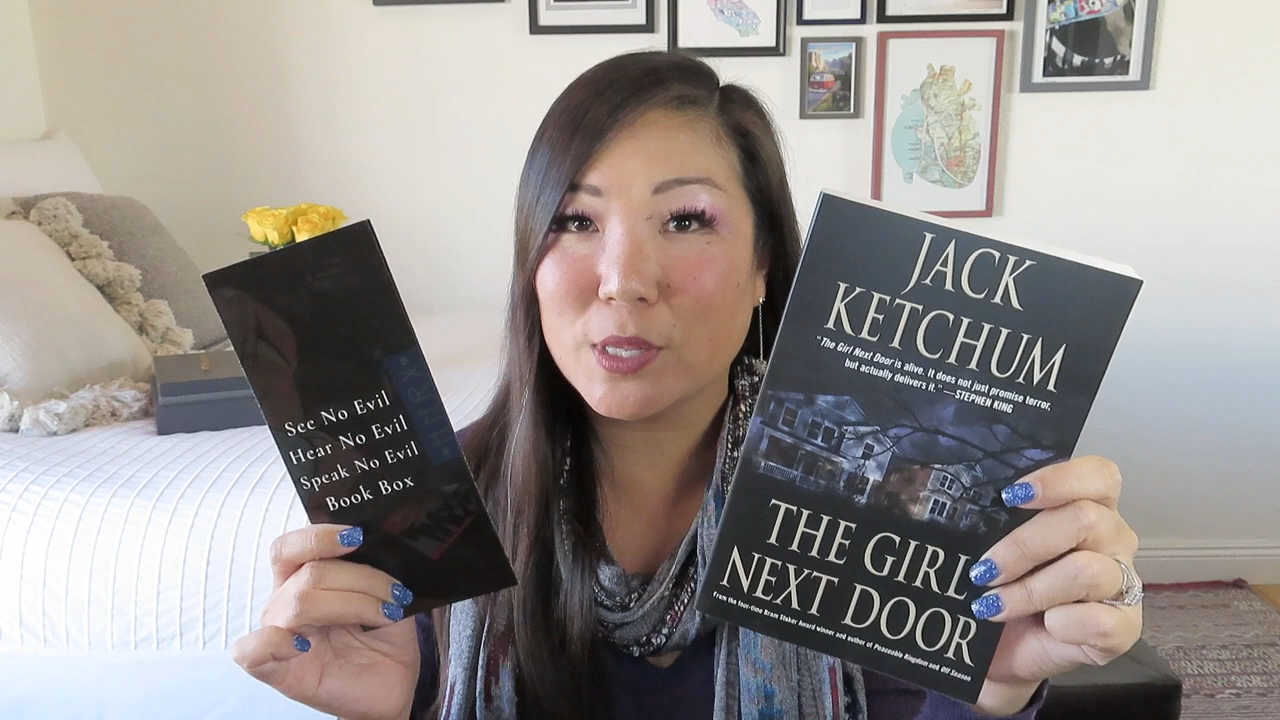 See No Evil
Hear No Evil
Speak No Evil
Book Box
JACK
KETCHUM
"The Girl Next Door is alive. It does not just promise terror,
but actually delivers it." —STEPHEN KING
THE GIRL
NEXT DOOR
From the four-time Bram Stoker Award winner and author of Peaceable Kingdom and Off Season